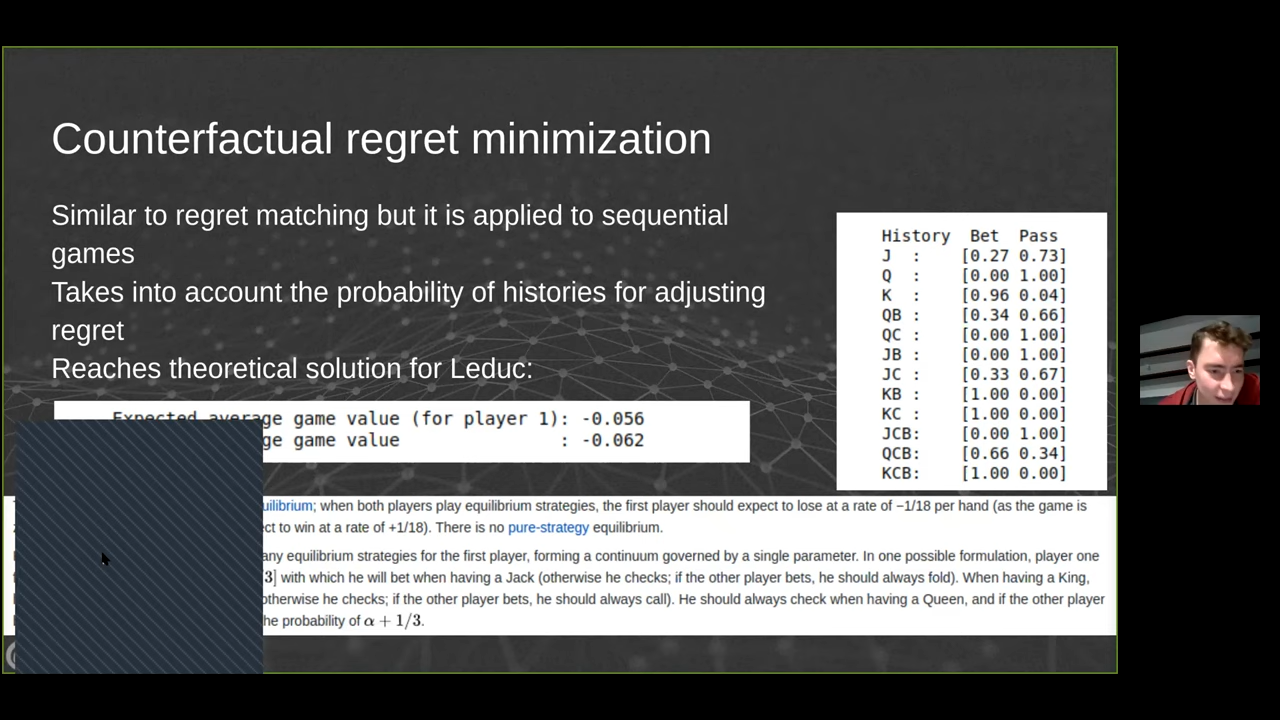 Counterfactual regret minimization
Similar to regret matching but it is applied to sequential
games
Takes into account the probability of histories for adjusting
regret
Reaches theoretical solution for Leduc:
Expected average game value (for player 1): -0.056
ge game value : -0.062
History Bet Pass
J : [0.27 0.73]
Q : [0.00 1.00]
K : [0.96 0.04]
QB : [0.34 0.66]
QC : [0.00 1.00]
JB : [0.00 1.00]
JC : [0.33 0.67]
KB : [1.00 0.00]
KC : [1.00 0.00]
JCB: [0.00 1.00]
QCB: [0.66 0.34]
KCB: [1.00 0.00]
uilibrium; when both players play equilibrium strategies, the first player should expect to lose at a rate of −1/18 per hand (as the game is
ct to win at a rate of +1/18). There is no pure-strategy equilibrium.
any equilibrium strategies for the first player, forming a continuum governed by a single parameter. In one possible formulation, player one
3] with which he will bet when having a Jack (otherwise he checks; if the other player bets, he should always fold). When having a King,
otherwise he checks; if the other player bets, he should always call). He should always check when having a Queen, and if the other player
he probability of α + 1/3.